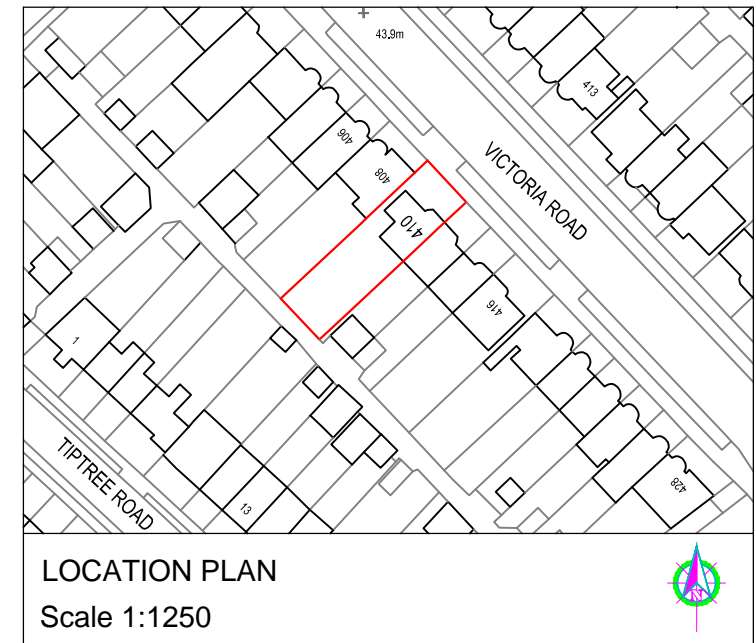 43.9m
413
VICTORIA ROAD
406
408
410
416
428
1
TIPTREE ROAD
13
LOCATION PLAN
Scale 1:1250
N